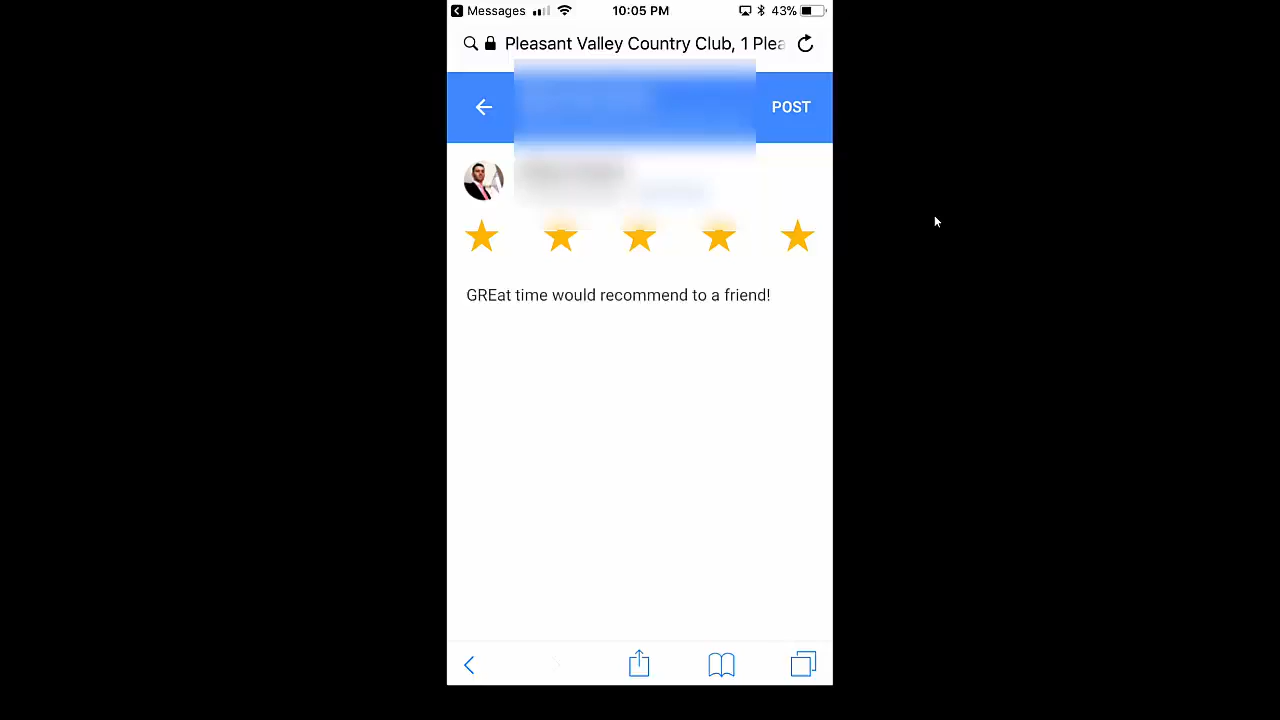 Messages 10:05 PM 43%
Pleasant Valley Country Club, 1 Plea
POST
GREat time would recommend to a friend!